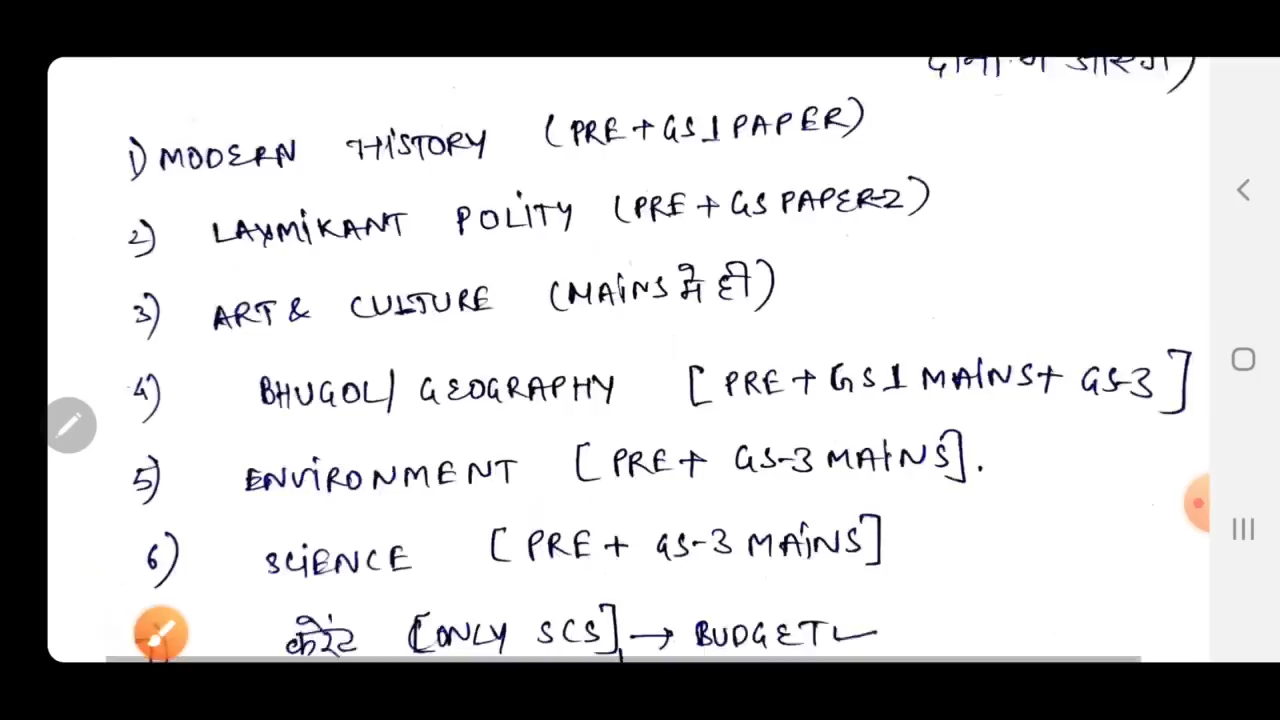 1) MODERN HISTORY (PRE + GS 1 PAPER)
2) LAXMIKANT POLITY (PRE + GS PAPER-2)
3) ART & CULTURE (MAINS में ही)
4) BHUGOL/ GEOGRAPHY [PRE + GS 1 MAINS + GS-3]
5) ENVIRONMENT [PRE + GS-3 MAINS].
6) SCIENCE [PRE + GS-3 MAINS]
करेंट [ONLY SCS] → BUDGET